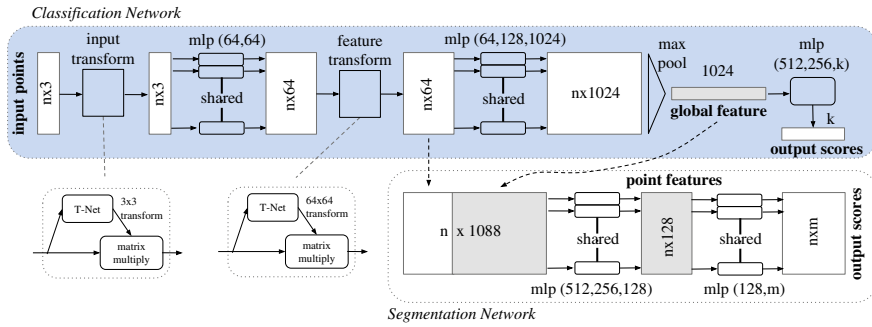 Classification Network
input points
nx3
input
transform
nx3
mlp (64,64)
shared
nx64
feature
transform
nx64
mlp (64,128,1024)
shared
nx1024
max
pool
1024
global feature
mlp
(512,256,k)
k
output scores
T-Net
3x3
transform
matrix
multiply
T-Net
64x64
transform
matrix
multiply
point features
n x 1088
shared
mlp (512,256,128)
nx128
shared
mlp (128,m)
nxm
output scores
Segmentation Network